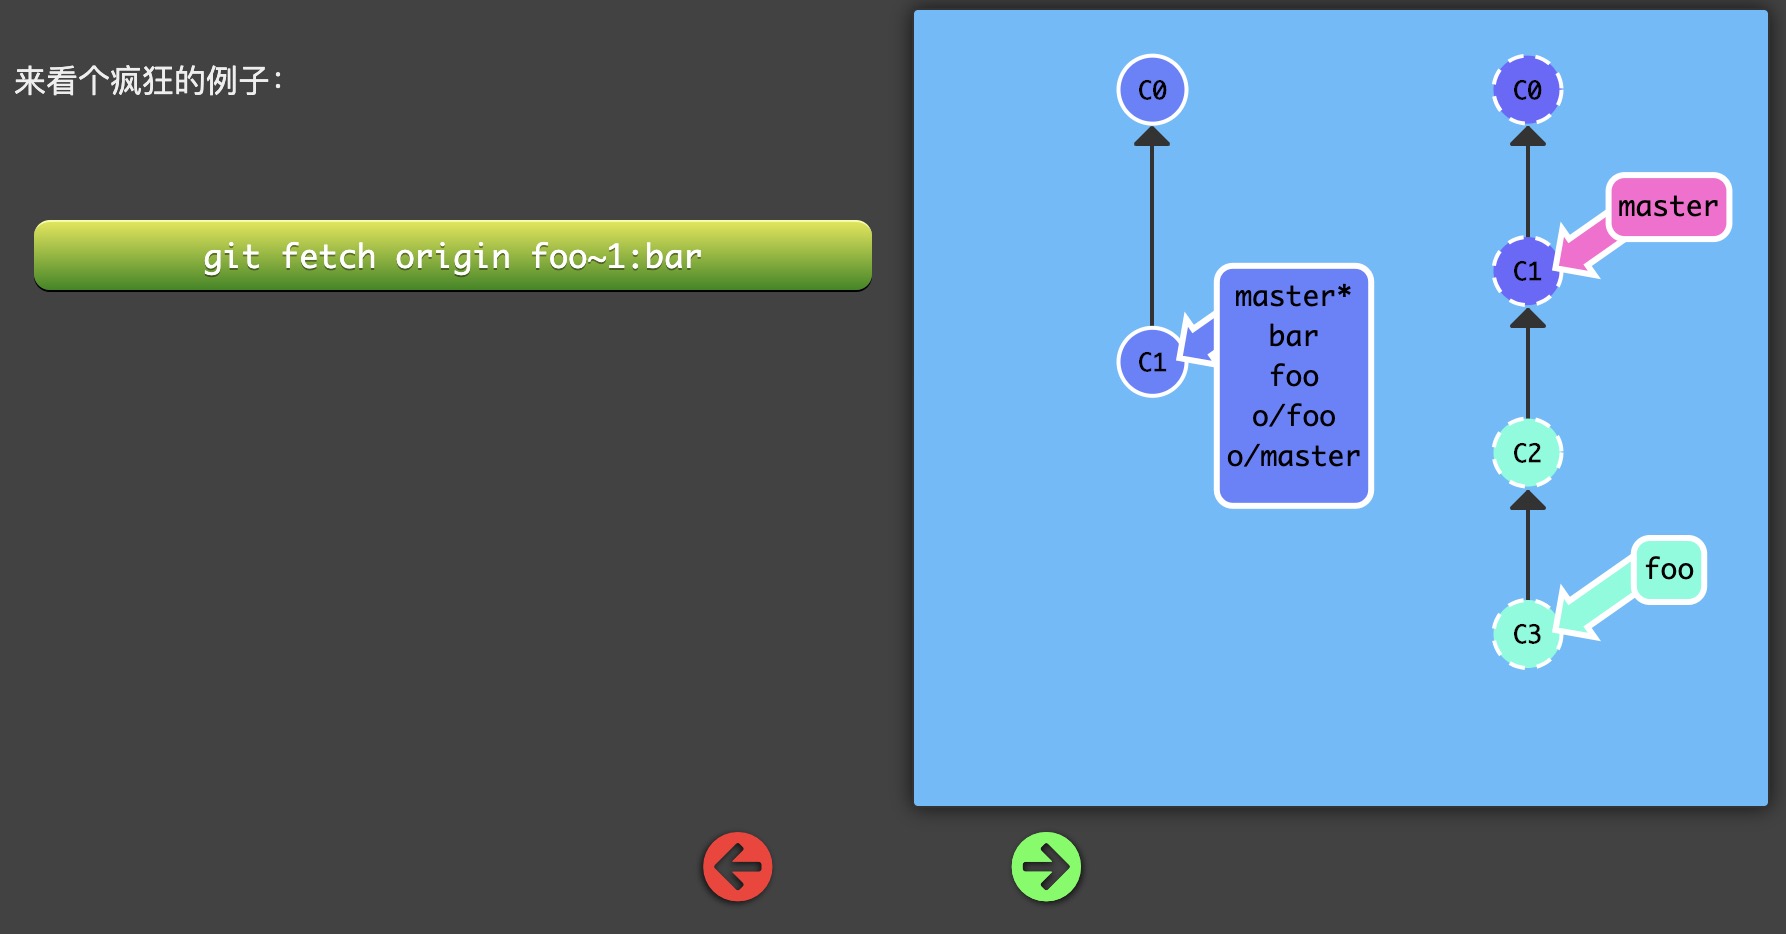 来看个疯狂的例子：
git fetch origin foo~1:bar
C0
C1
master*
bar
foo
o/foo
o/master
C0
master
C1
C2
foo
C3